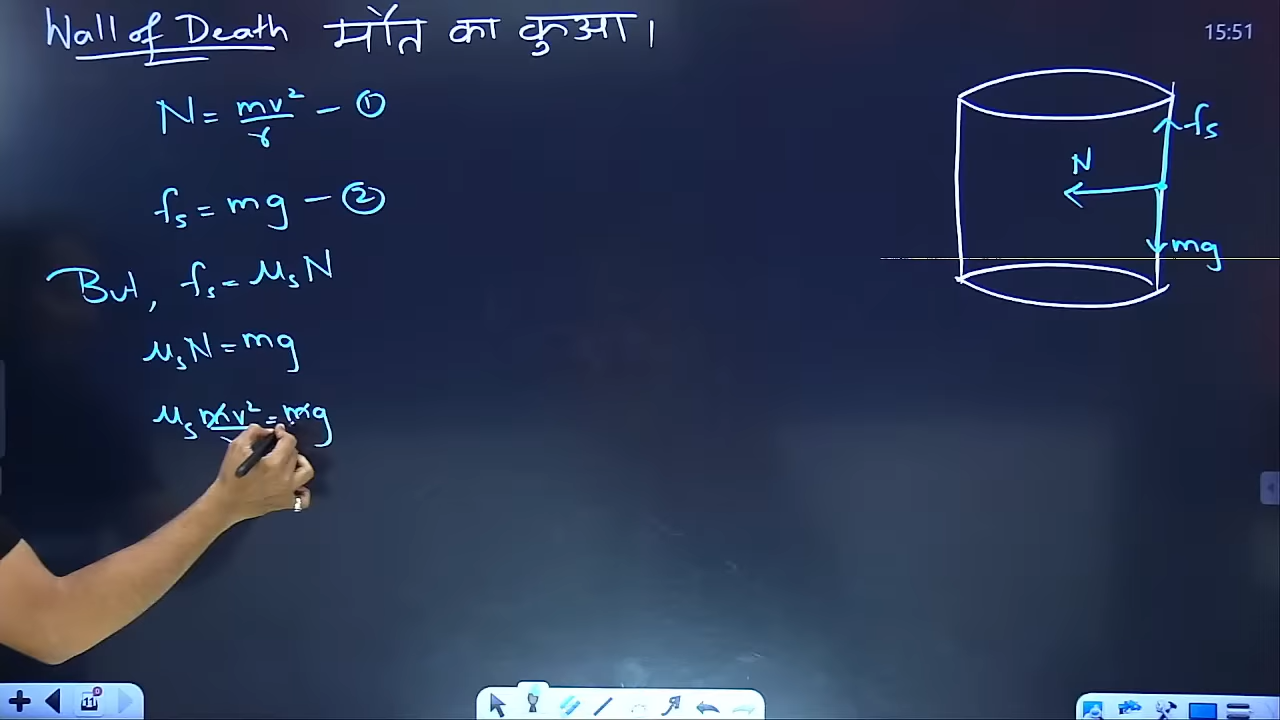 Wall of Death मौत का कुआ।
15:51
N = mv²/r - ①
fs = mg - ②
But, fs = μsN
μsN = mg
μs mv² = mg
fs
N
mg
11